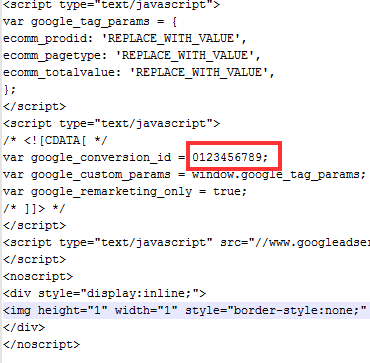 <script type="text/javascript">
var google_tag_params = {
ecomm_prodid: 'REPLACE_WITH_VALUE',
ecomm_pagetype: 'REPLACE_WITH_VALUE',
ecomm_totalvalue: 'REPLACE_WITH_VALUE',
};
</script>
<script type="text/javascript">
/* <![CDATA[ */
var google_conversion_id = 0123456789;
var google_custom_params = window.google_tag_params;
var google_remarketing_only = true;
/* ]]> */
</script>
<script type="text/javascript" src="//www.googleadser
</script>
<noscript>
<div style="display:inline;">
<img height="1" width="1" style="border-style:none;"
</div>
</noscript>